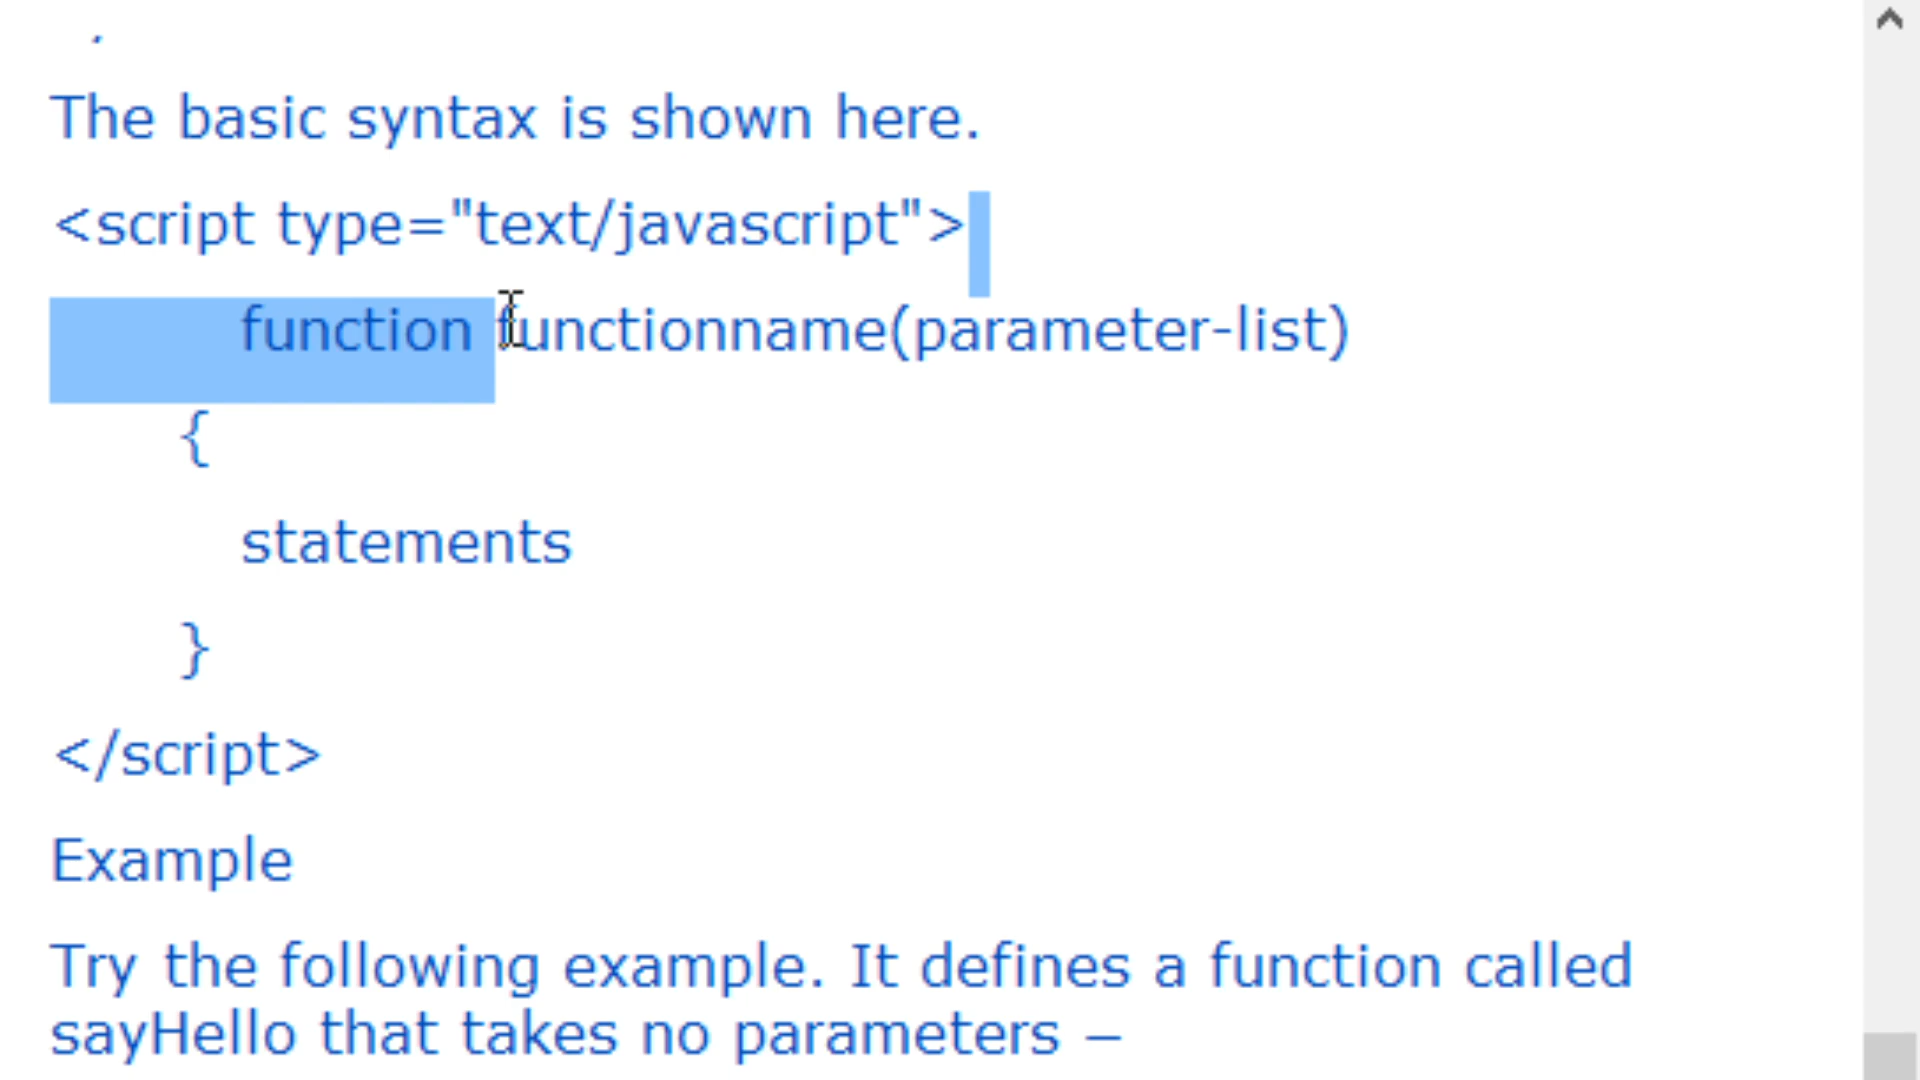 The basic syntax is shown here.
<script type="text/javascript">
function functionname(parameter-list)
{
statements
}
</script>
Example
Try the following example. It defines a function called
sayHello that takes no parameters –